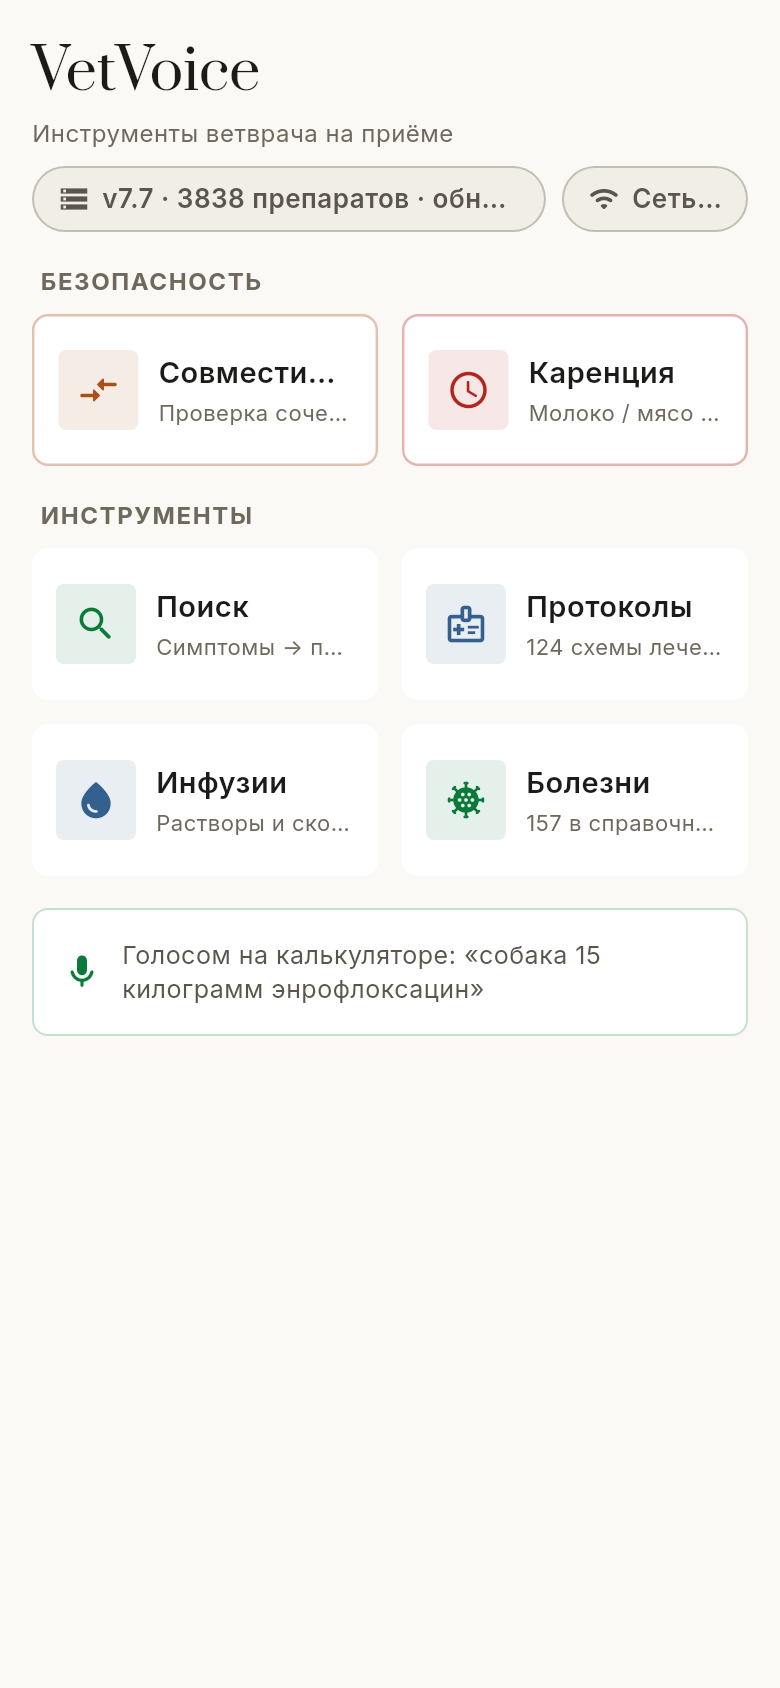 VetVoice
Инструменты ветврача на приёме
v7.7 · 3838 препаратов · обн...
Сеть...
БЕЗОПАСНОСТЬ
Совмести...
Проверка соче...
Каренция
Молоко / мясо ...
ИНСТРУМЕНТЫ
Поиск
Симптомы → п...
Протоколы
124 схемы лече...
Инфузии
Растворы и ско...
Болезни
157 в справочн...
Голосом на калькуляторе: «собака 15
килограмм энрофлоксацин»